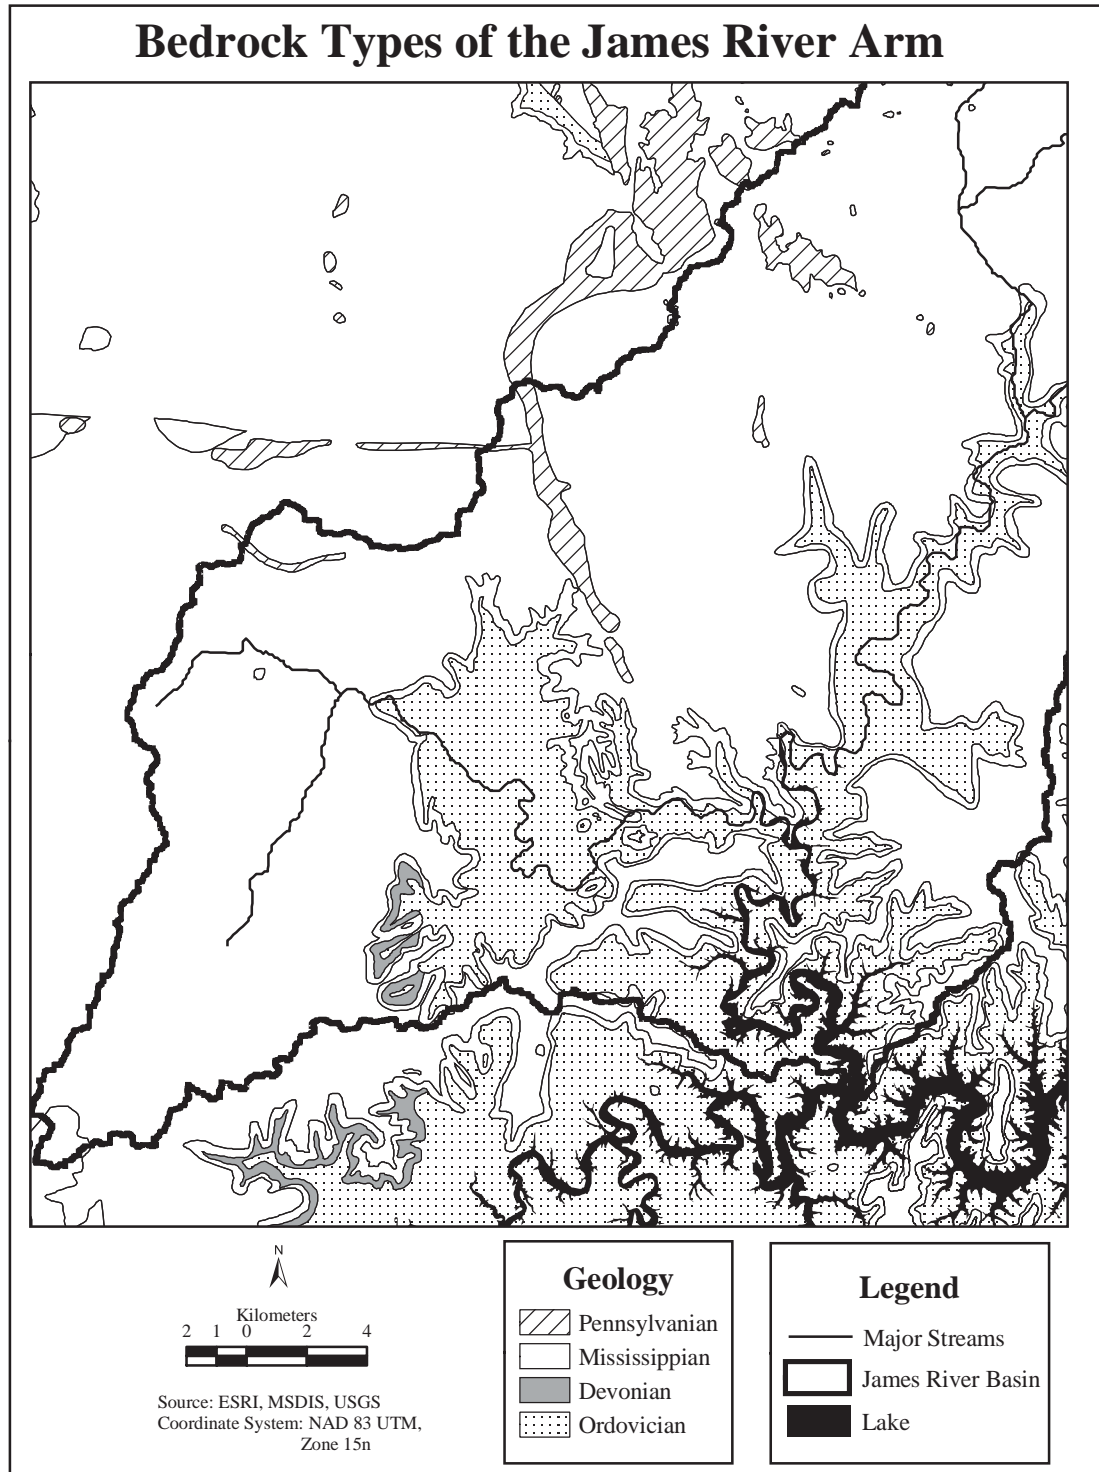 Bedrock Types of the James River Arm
N
Kilometers
2 1 0 2 4
Source: ESRI, MSDIS, USGS
Coordinate System: NAD 83 UTM,
Zone 15n
Geology
Pennsylvanian
Mississippian
Devonian
Ordovician
Legend
Major Streams
James River Basin
Lake